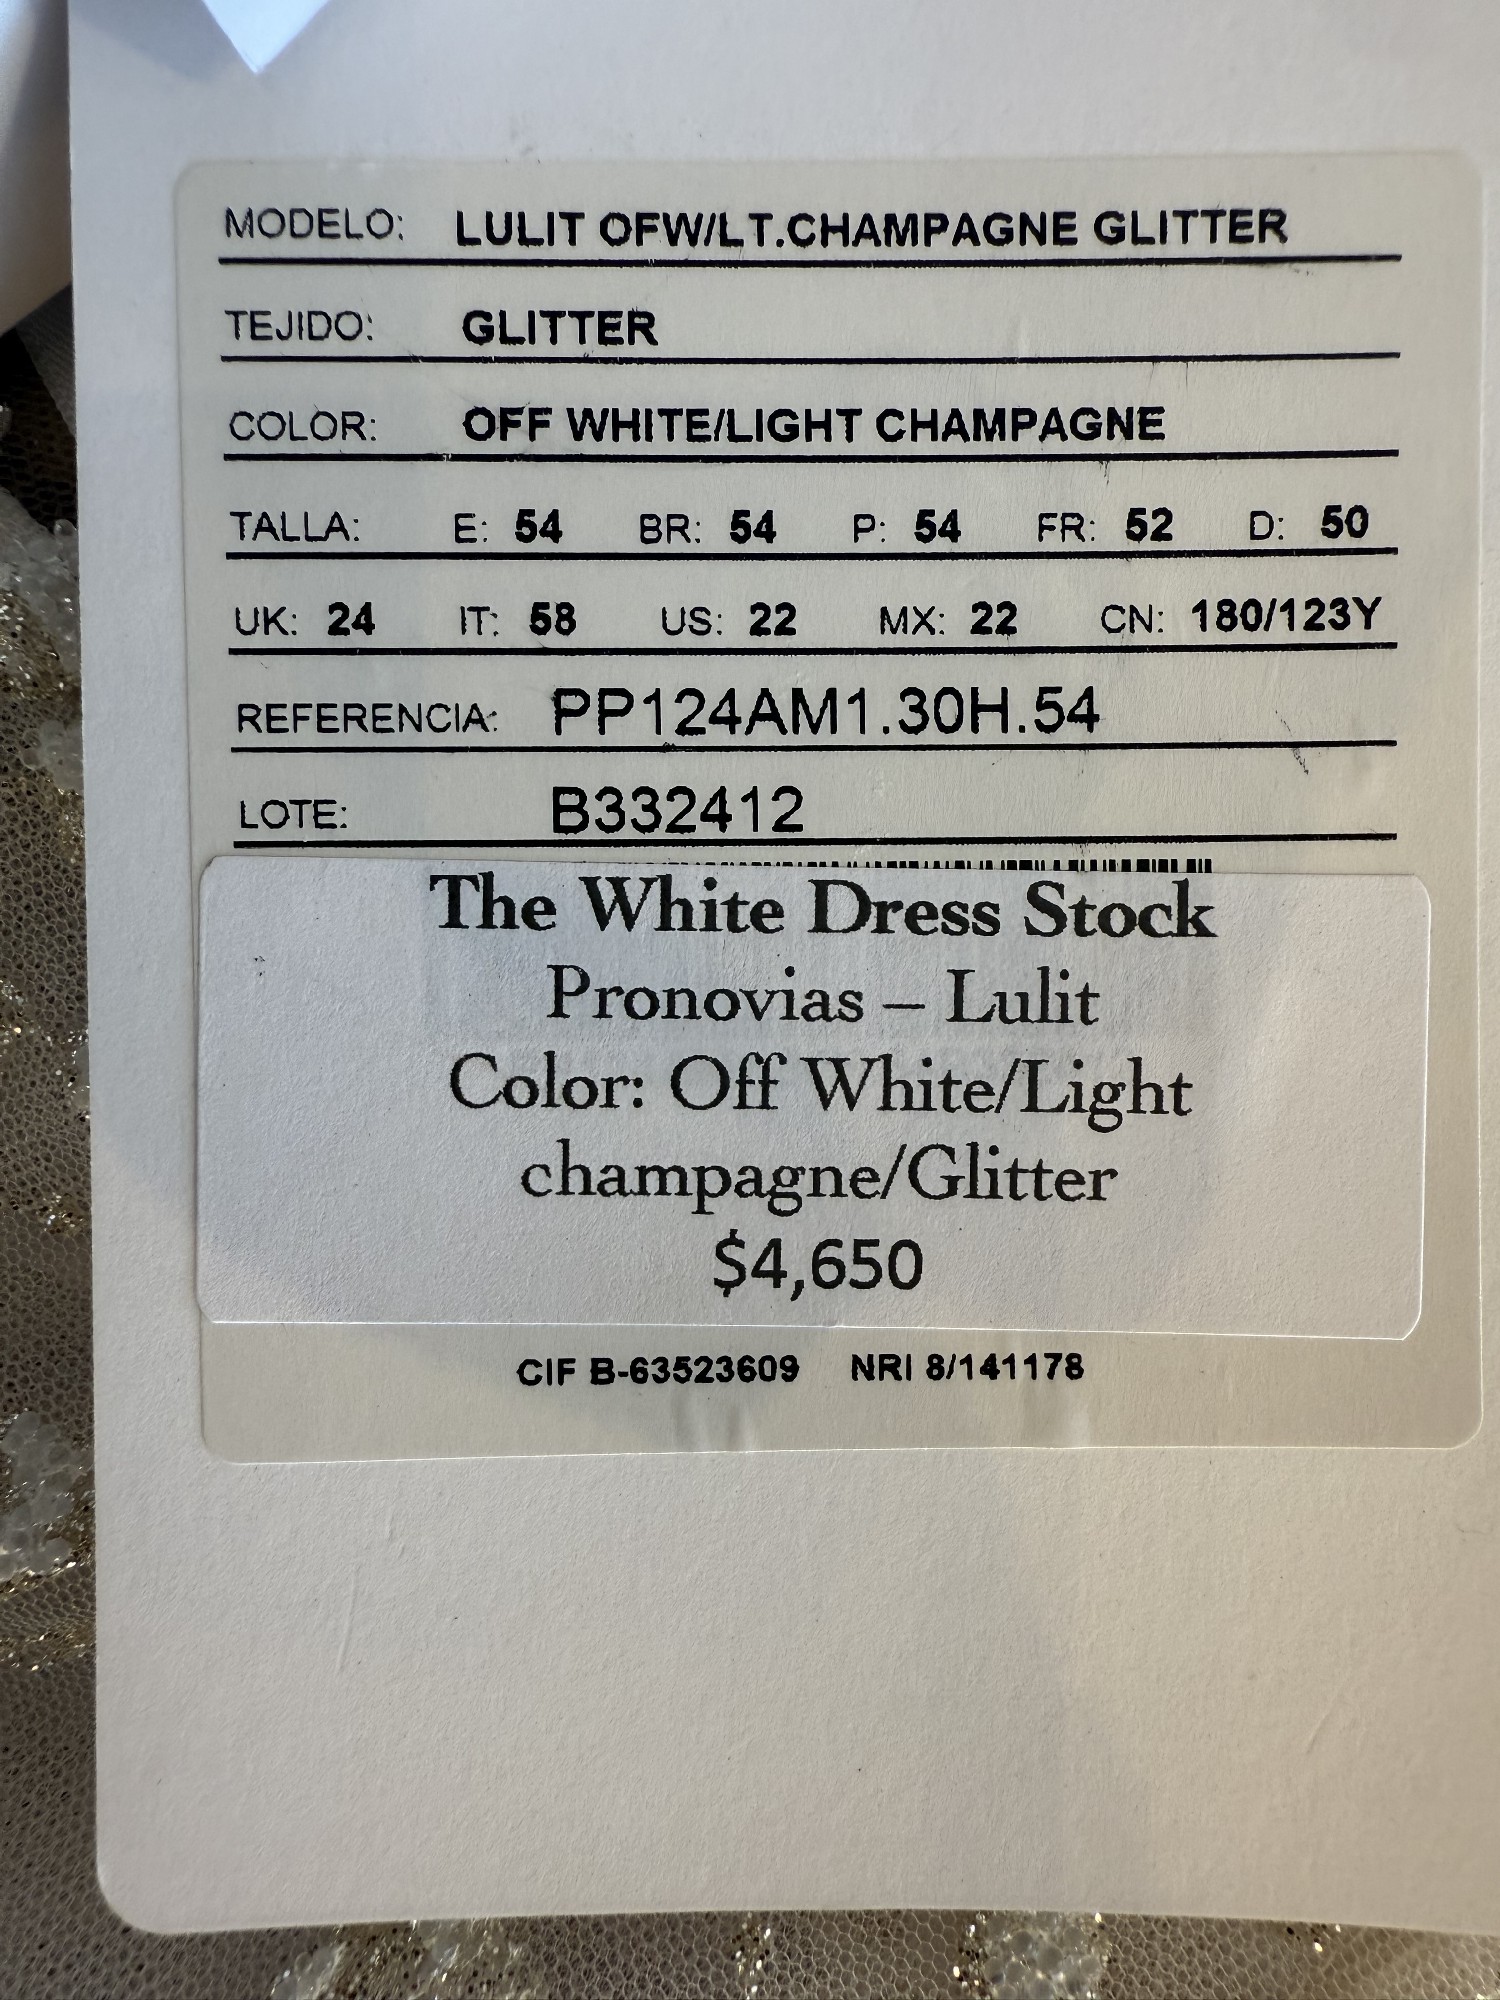 MODELO: LULIT OFW/LT.CHAMPAGNE GLITTER
TEJIDO: GLITTER
COLOR: OFF WHITE/LIGHT CHAMPAGNE
TALLA: E: 54 BR: 54 P: 54 FR: 52 D: 50
UK: 24 IT: 58 US: 22 MX: 22 CN: 180/123Y
REFERENCIA: PP124AM1.30H.54
LOTE: B332412
The White Dress Stock
Pronovias – Lulit
Color: Off White/Light
champagne/Glitter
$4,650
CIF B-63523609 NRI 8/141178